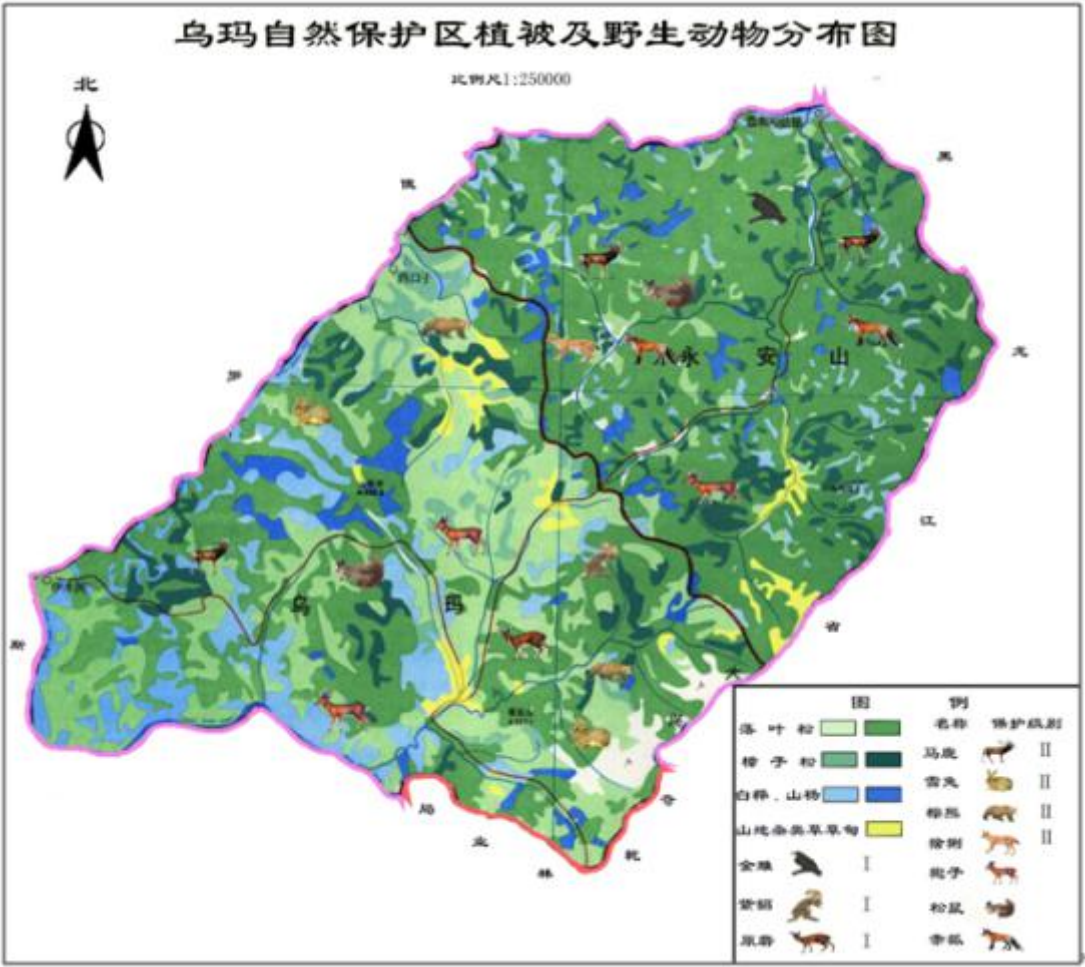 乌玛自然保护区植被及野生动物分布图
比例尺1:250000
北
俄
黑
西口子
罗
龙
永安山
江
乌玛
斯
省
大
兴
局
业
林
乾
图例
落叶松
樟子松
白桦、山杨
山地杂类草草甸
金雕 I
紫貂 I
原麝 I
名称 保护级别
马鹿 II
雪兔 II
棕熊 II
猞猁 II
狍子
松鼠
赤狐